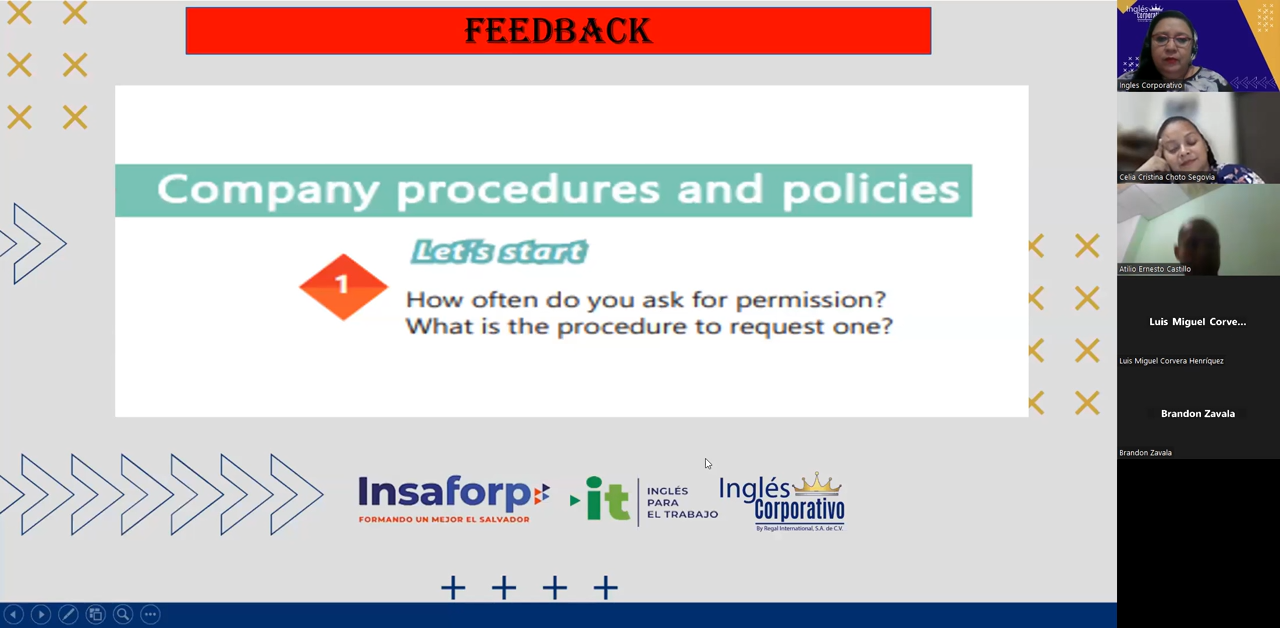 FEEDBACK
Company procedures and policies
Let's start
1
How often do you ask for permission?
What is the procedure to request one?
Insaforp
FORMANDO UN MEJOR EL SALVADOR
it
INGLÉS
PARA
EL TRABAJO
Inglés
Corporativo
By Regal International, S.A. de C.V.
Inglés
Ingles Corporativo
Celia Cristina Choto Segovia
Atilio Ernesto Castillo
Luis Miguel Corve...
Luis Miguel Corvera Henríquez
Brandon Zavala
Brandon Zavala